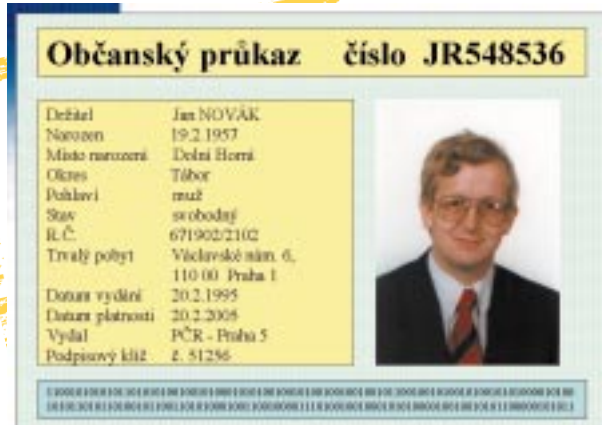 Občanský průkaz číslo JR548536
Držitel Jan NOVÁK
Narozen 19.2.1957
Místo narození Dolní Horní
Okres Tábor
Pohlaví muž
Stav svobodný
R.Č. 671902/2102
Trvalý pobyt Václavské nám. 6,
110 00 Praha 1
Datum vydání 20.2.1995
Datum platnosti 20.2.2005
Vydal PČR - Praha 5
Podpisový klíč č. 51256